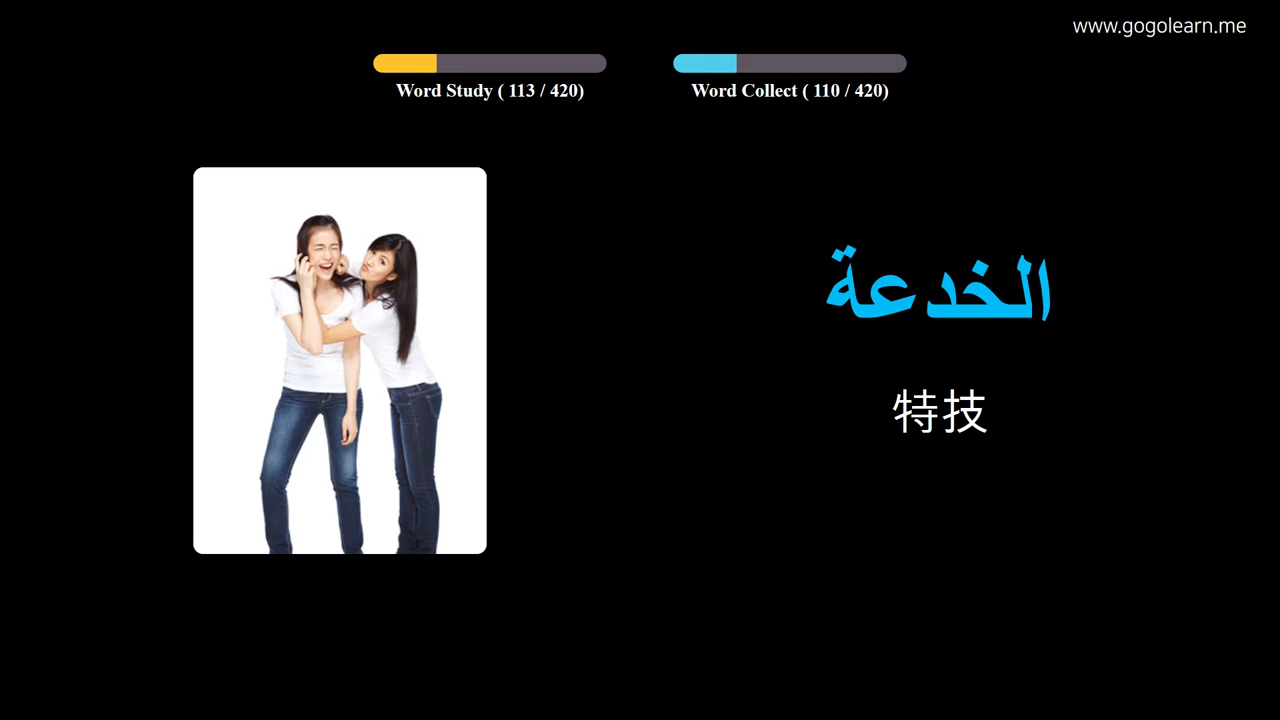 www.gogolearn.me
Word Study ( 113 / 420)
Word Collect ( 110 / 420)
الخدعة
特技